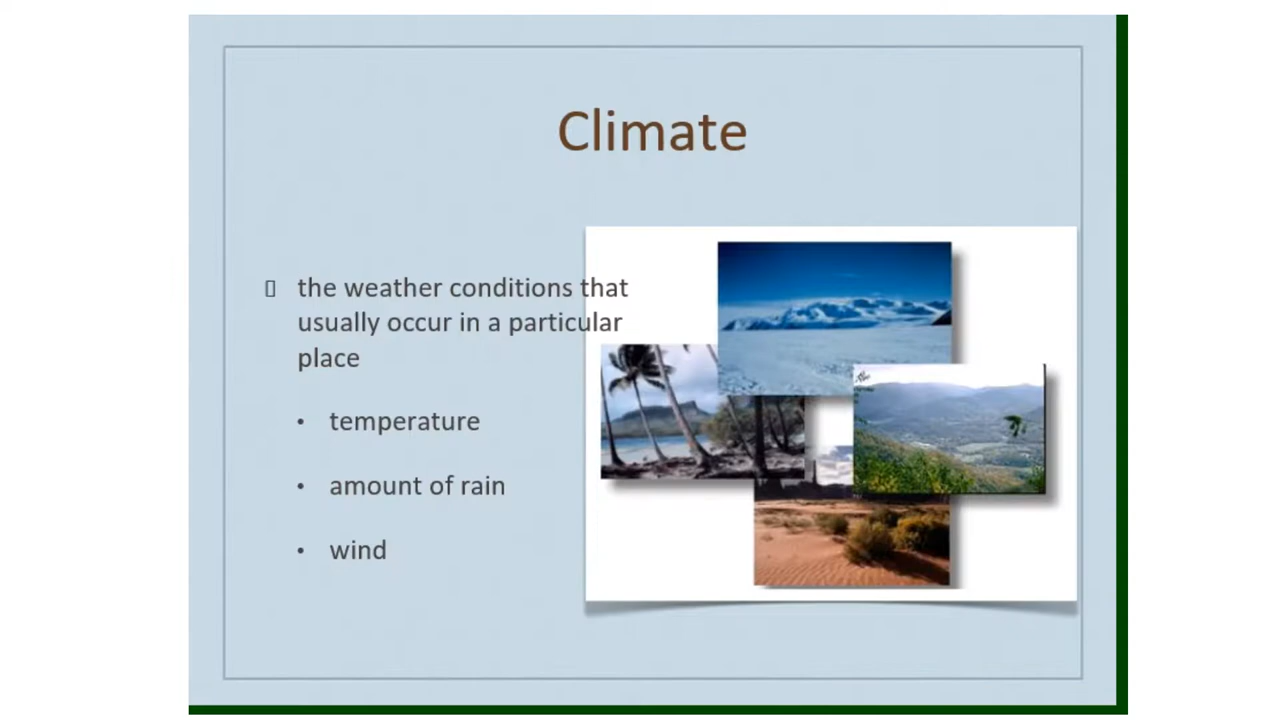 Climate
the weather conditions that
usually occur in a particular
place
• temperature
• amount of rain
• wind